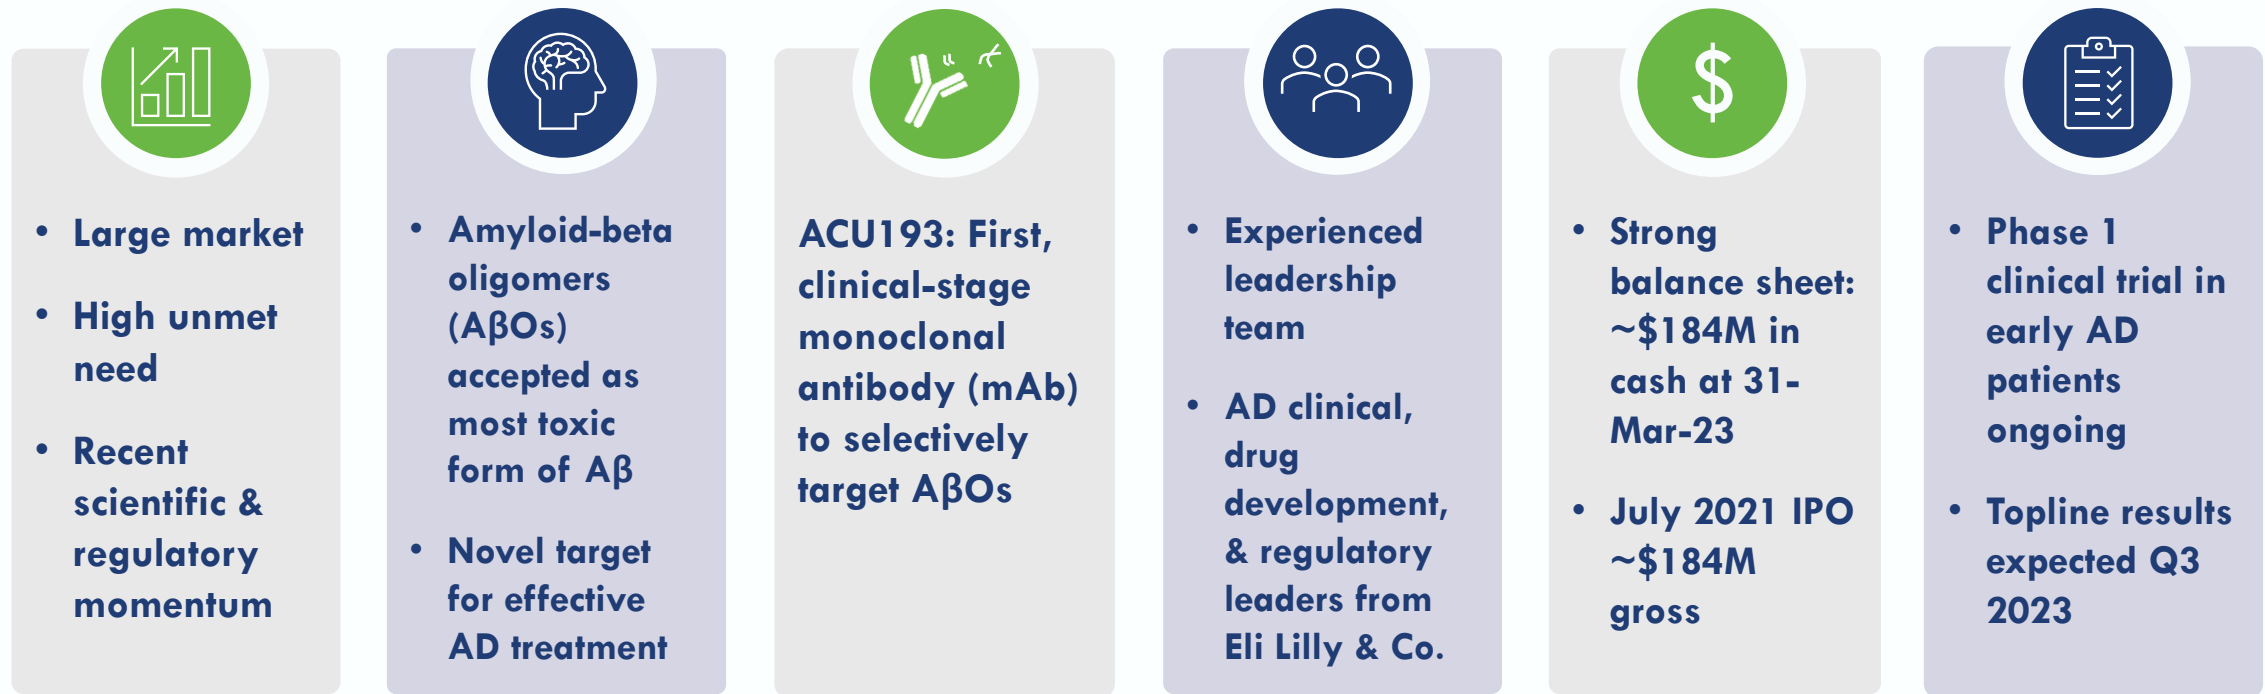 • Large market
• High unmet
need
• Recent
scientific &
regulatory
momentum
• Amyloid-beta
oligomers
(AβOs)
accepted as
most toxic
form of Aβ
• Novel target
for effective
AD treatment
ACU193: First,
clinical-stage
monoclonal
antibody (mAb)
to selectively
target AβOs
• Experienced
leadership
team
• AD clinical,
drug
development,
& regulatory
leaders from
Eli Lilly & Co.
• Strong
balance sheet:
~$184M in
cash at 31-
Mar-23
• July 2021 IPO
~$184M
gross
• Phase 1
clinical trial in
early AD
patients
ongoing
• Topline results
expected Q3
2023